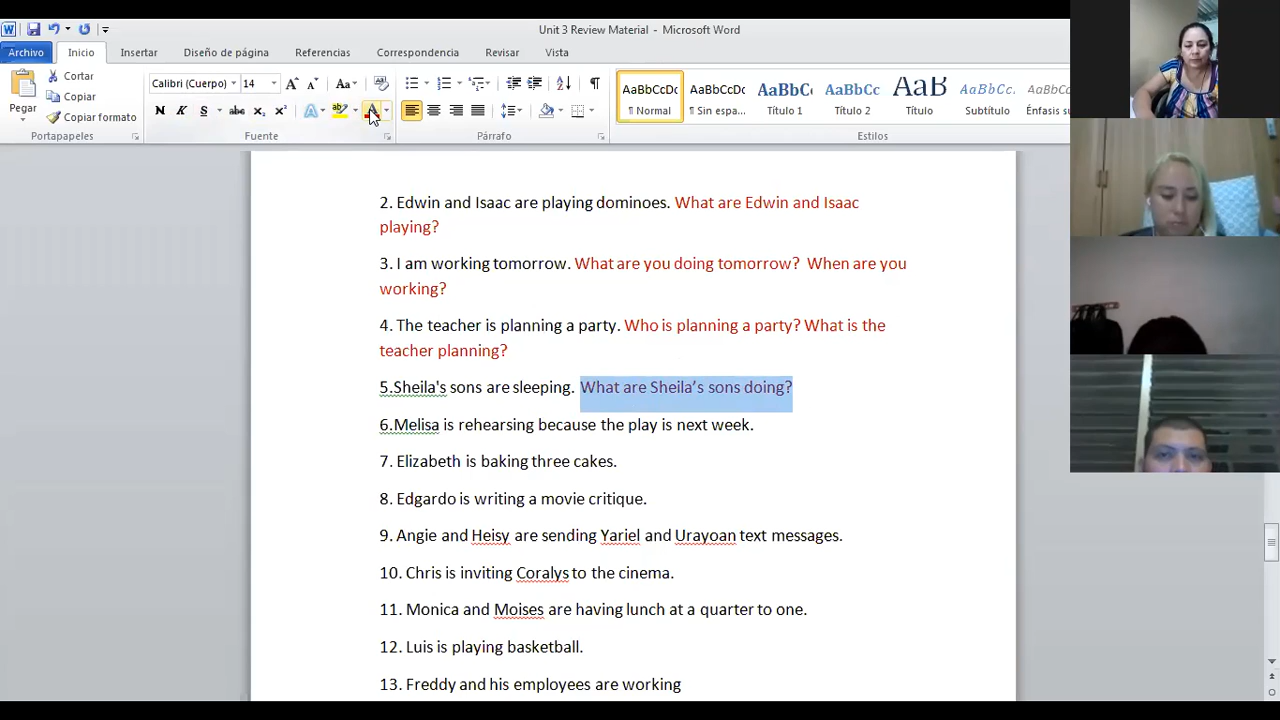 Unit 3 Review Material - Microsoft Word
Archivo Inicio Insertar Diseño de página Referencias Correspondencia Revisar Vista
Pegar
Cortar
Copiar
Copiar formato
Portapapeles
Calibri (Cuerpo) 14
Fuente
Párrafo
AaBbCcDc
¶ Normal
AaBbCcDc
¶ Sin espa...
AaBbC
Título 1
AaBbCc
Título 2
AaB
Título
AaBbCc.
Subtítulo
AaBbCcD
Énfasis su
Estilos
2. Edwin and Isaac are playing dominoes. What are Edwin and Isaac
playing?
3. I am working tomorrow. What are you doing tomorrow? When are you
working?
4. The teacher is planning a party. Who is planning a party? What is the
teacher planning?
5.Sheila's sons are sleeping. What are Sheila’s sons doing?
6.Melisa is rehearsing because the play is next week.
7. Elizabeth is baking three cakes.
8. Edgardo is writing a movie critique.
9. Angie and Heisy are sending Yariel and Urayoan text messages.
10. Chris is inviting Coralys to the cinema.
11. Monica and Moises are having lunch at a quarter to one.
12. Luis is playing basketball.
13. Freddy and his employees are working